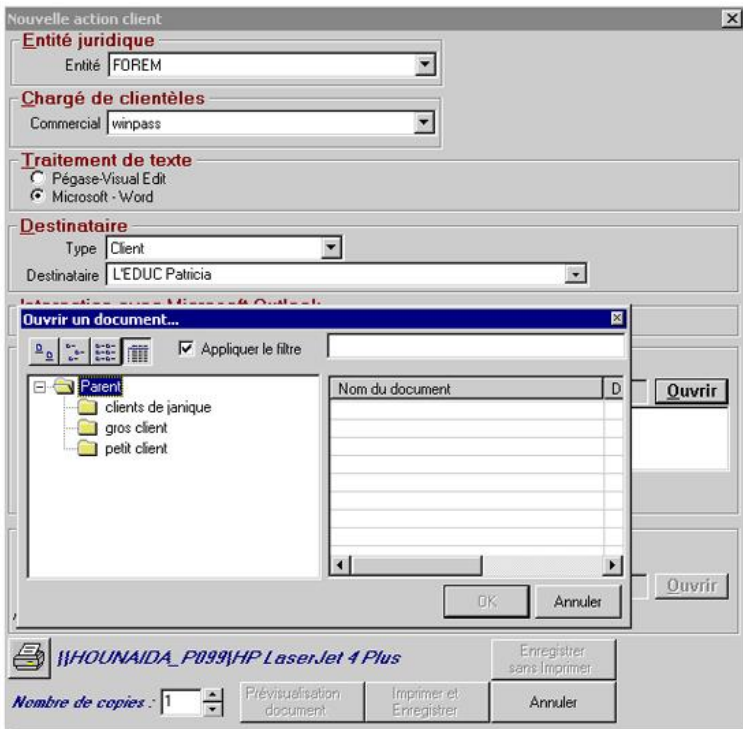 Nouvelle action client
Entité juridique
Entité FOREM
Chargé de clientèles
Commercial winpass
Traitement de texte
Pégase-Visual Edit
Microsoft - Word
Destinataire
Type Client
Destinataire L'EDUC Patricia
Ouvrir un document...
Appliquer le filtre
Parent
clients de janique
gros client
petit client
Nom du document D
Ouvrir
OK Annuler
Ouvrir
\\HOUNAIDA_P099\HP LaserJet 4 Plus
Enregistrer
sans Imprimer
Nombre de copies : 1
Prévisualisation
document
Imprimer et
Enregistrer
Annuler